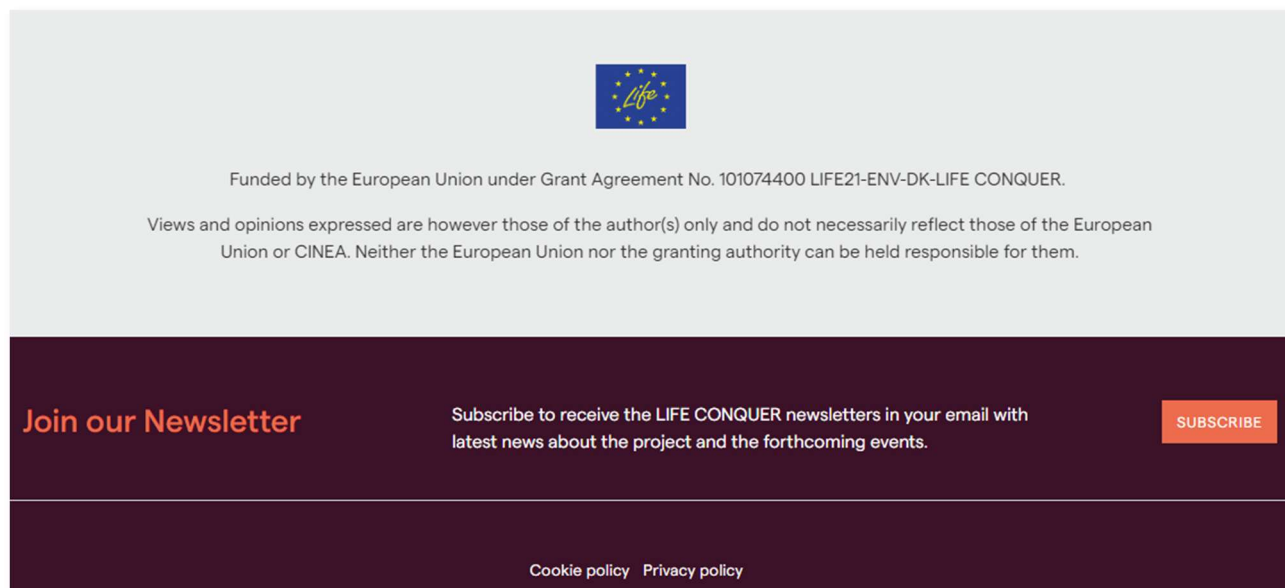 Life
Funded by the European Union under Grant Agreement No. 101074400 LIFE21-ENV-DK-LIFE CONQUER.
Views and opinions expressed are however those of the author(s) only and do not necessarily reflect those of the European
Union or CINEA. Neither the European Union nor the granting authority can be held responsible for them.
Join our Newsletter
Subscribe to receive the LIFE CONQUER newsletters in your email with
latest news about the project and the forthcoming events.
SUBSCRIBE
Cookie policy Privacy policy